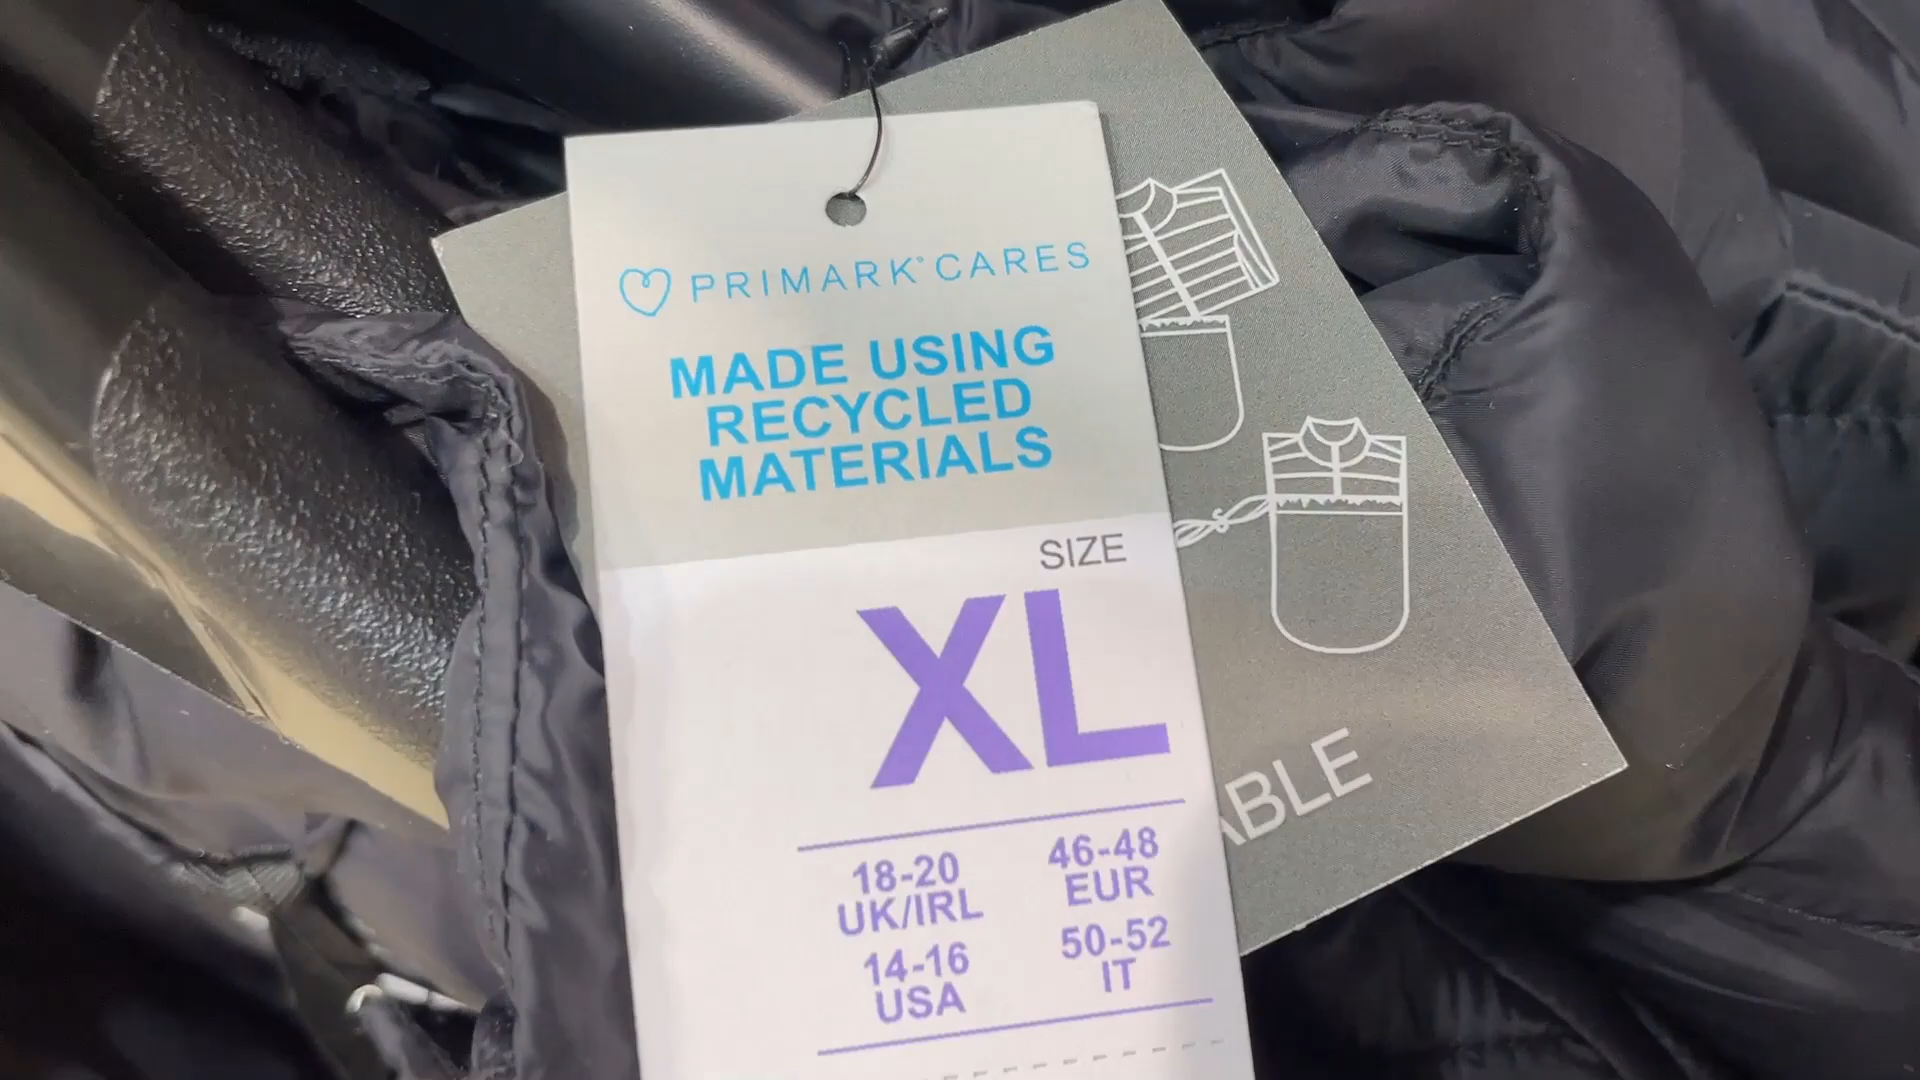 PRIMARK CARES
MADE USING
RECYCLED
MATERIALS
SIZE
XL
18-20
UK/IRL
46-48
EUR
14-16
USA
50-52
IT
ABLE